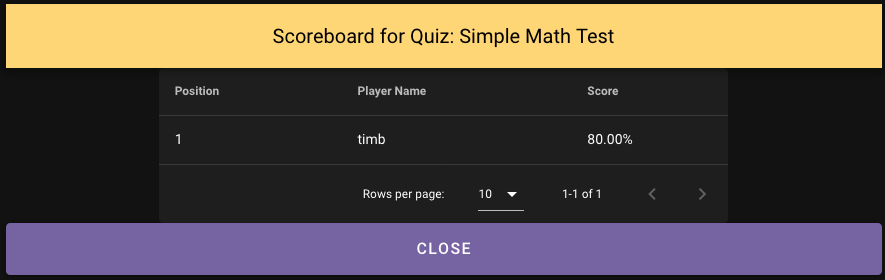 Scoreboard for Quiz: Simple Math Test
Position Player Name Score
1 timb 80.00%
Rows per page: 10 1-1 of 1
CLOSE